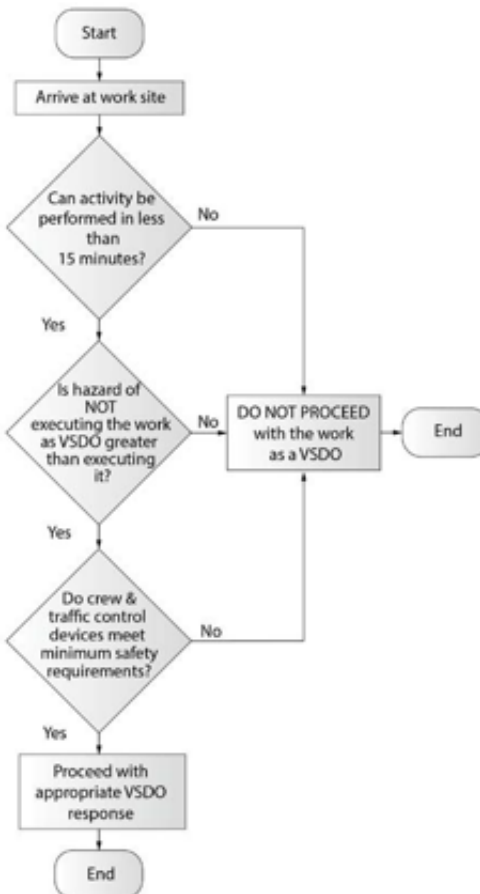 Start
Arrive at work site
Can activity be
performed in less
than
15 minutes?
No
Yes
Is hazard of
NOT
executing the work
as VSDO greater
than executing
it?
No
DO NOT PROCEED
with the work
as a VSDO
End
Yes
Do crew &
traffic control
devices meet
minimum safety
requirements?
No
Yes
Proceed with
appropriate VSDO
response
End